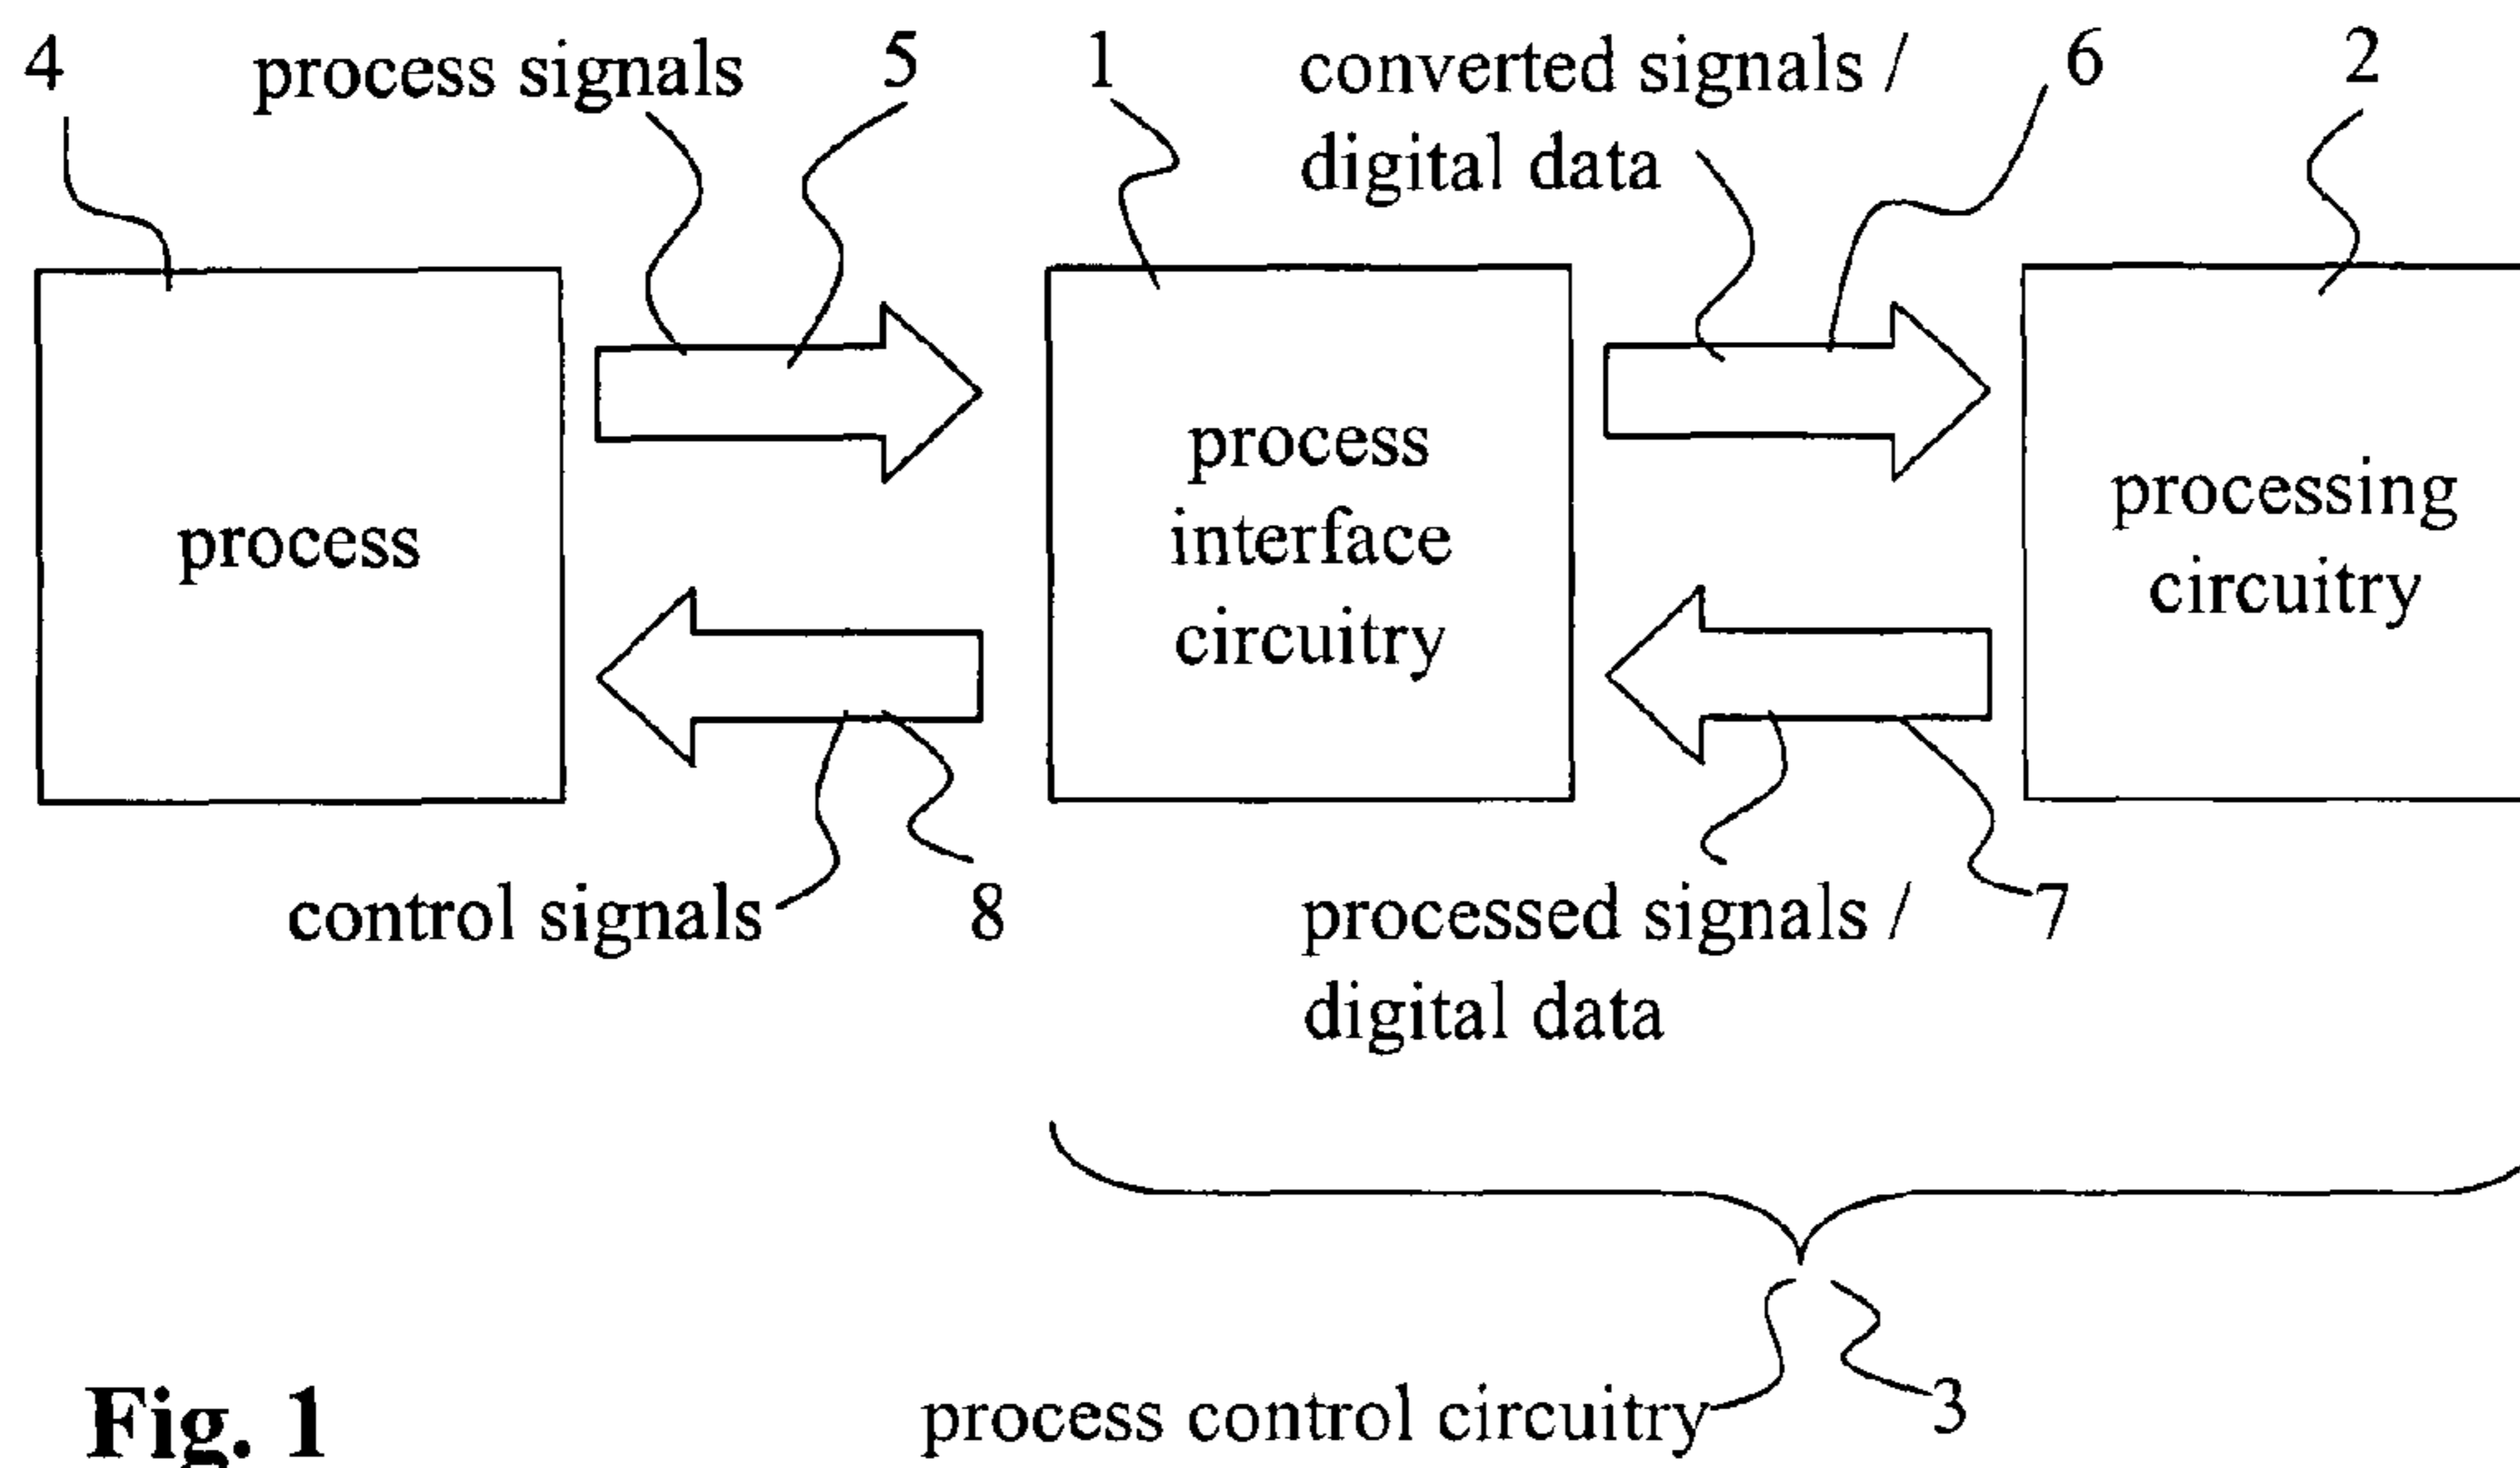 4
process signals
5
1
converted signals /
digital data
6
2
process
process
interface
circuitry
processing
circuitry
control signals
8
processed signals /
digital data
7
process control circuitry
3
Fig. 1